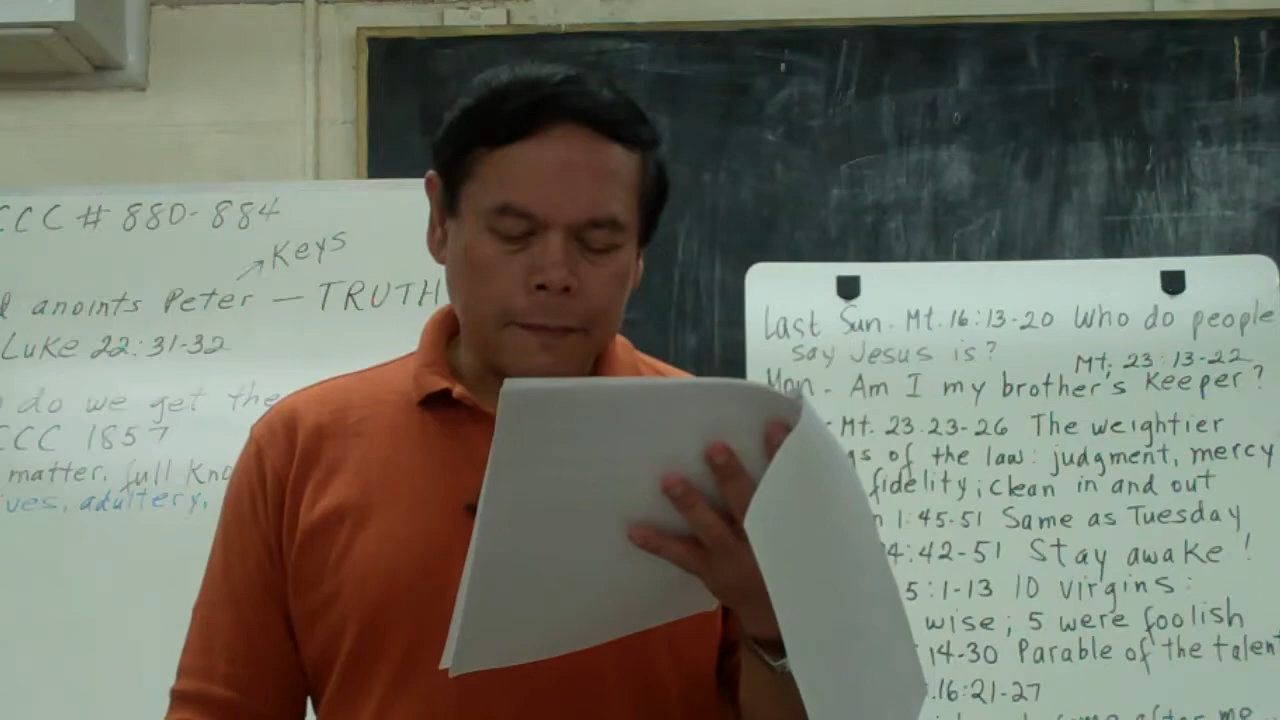 CCC # 880-884
Keys
anoints Peter — TRUTH
Luke 22:31-32
do we get the
CCC 1857
matter, full
adultery,
Last Sun. Mt. 16:13-20 Who do people
say Jesus is?
Mt. 23:13-22
Mon. Am I my brother's Keeper?
Mt. 23.23-26 The weightier
of the law: judgment, mercy
fidelity; clean in and out
1:45-51 Same as Tuesday
4:42-51 Stay awake!
5:1-13 10 virgins:
wise; 5 were foolish
14-30 Parable of the talent
.16:21-27
after me